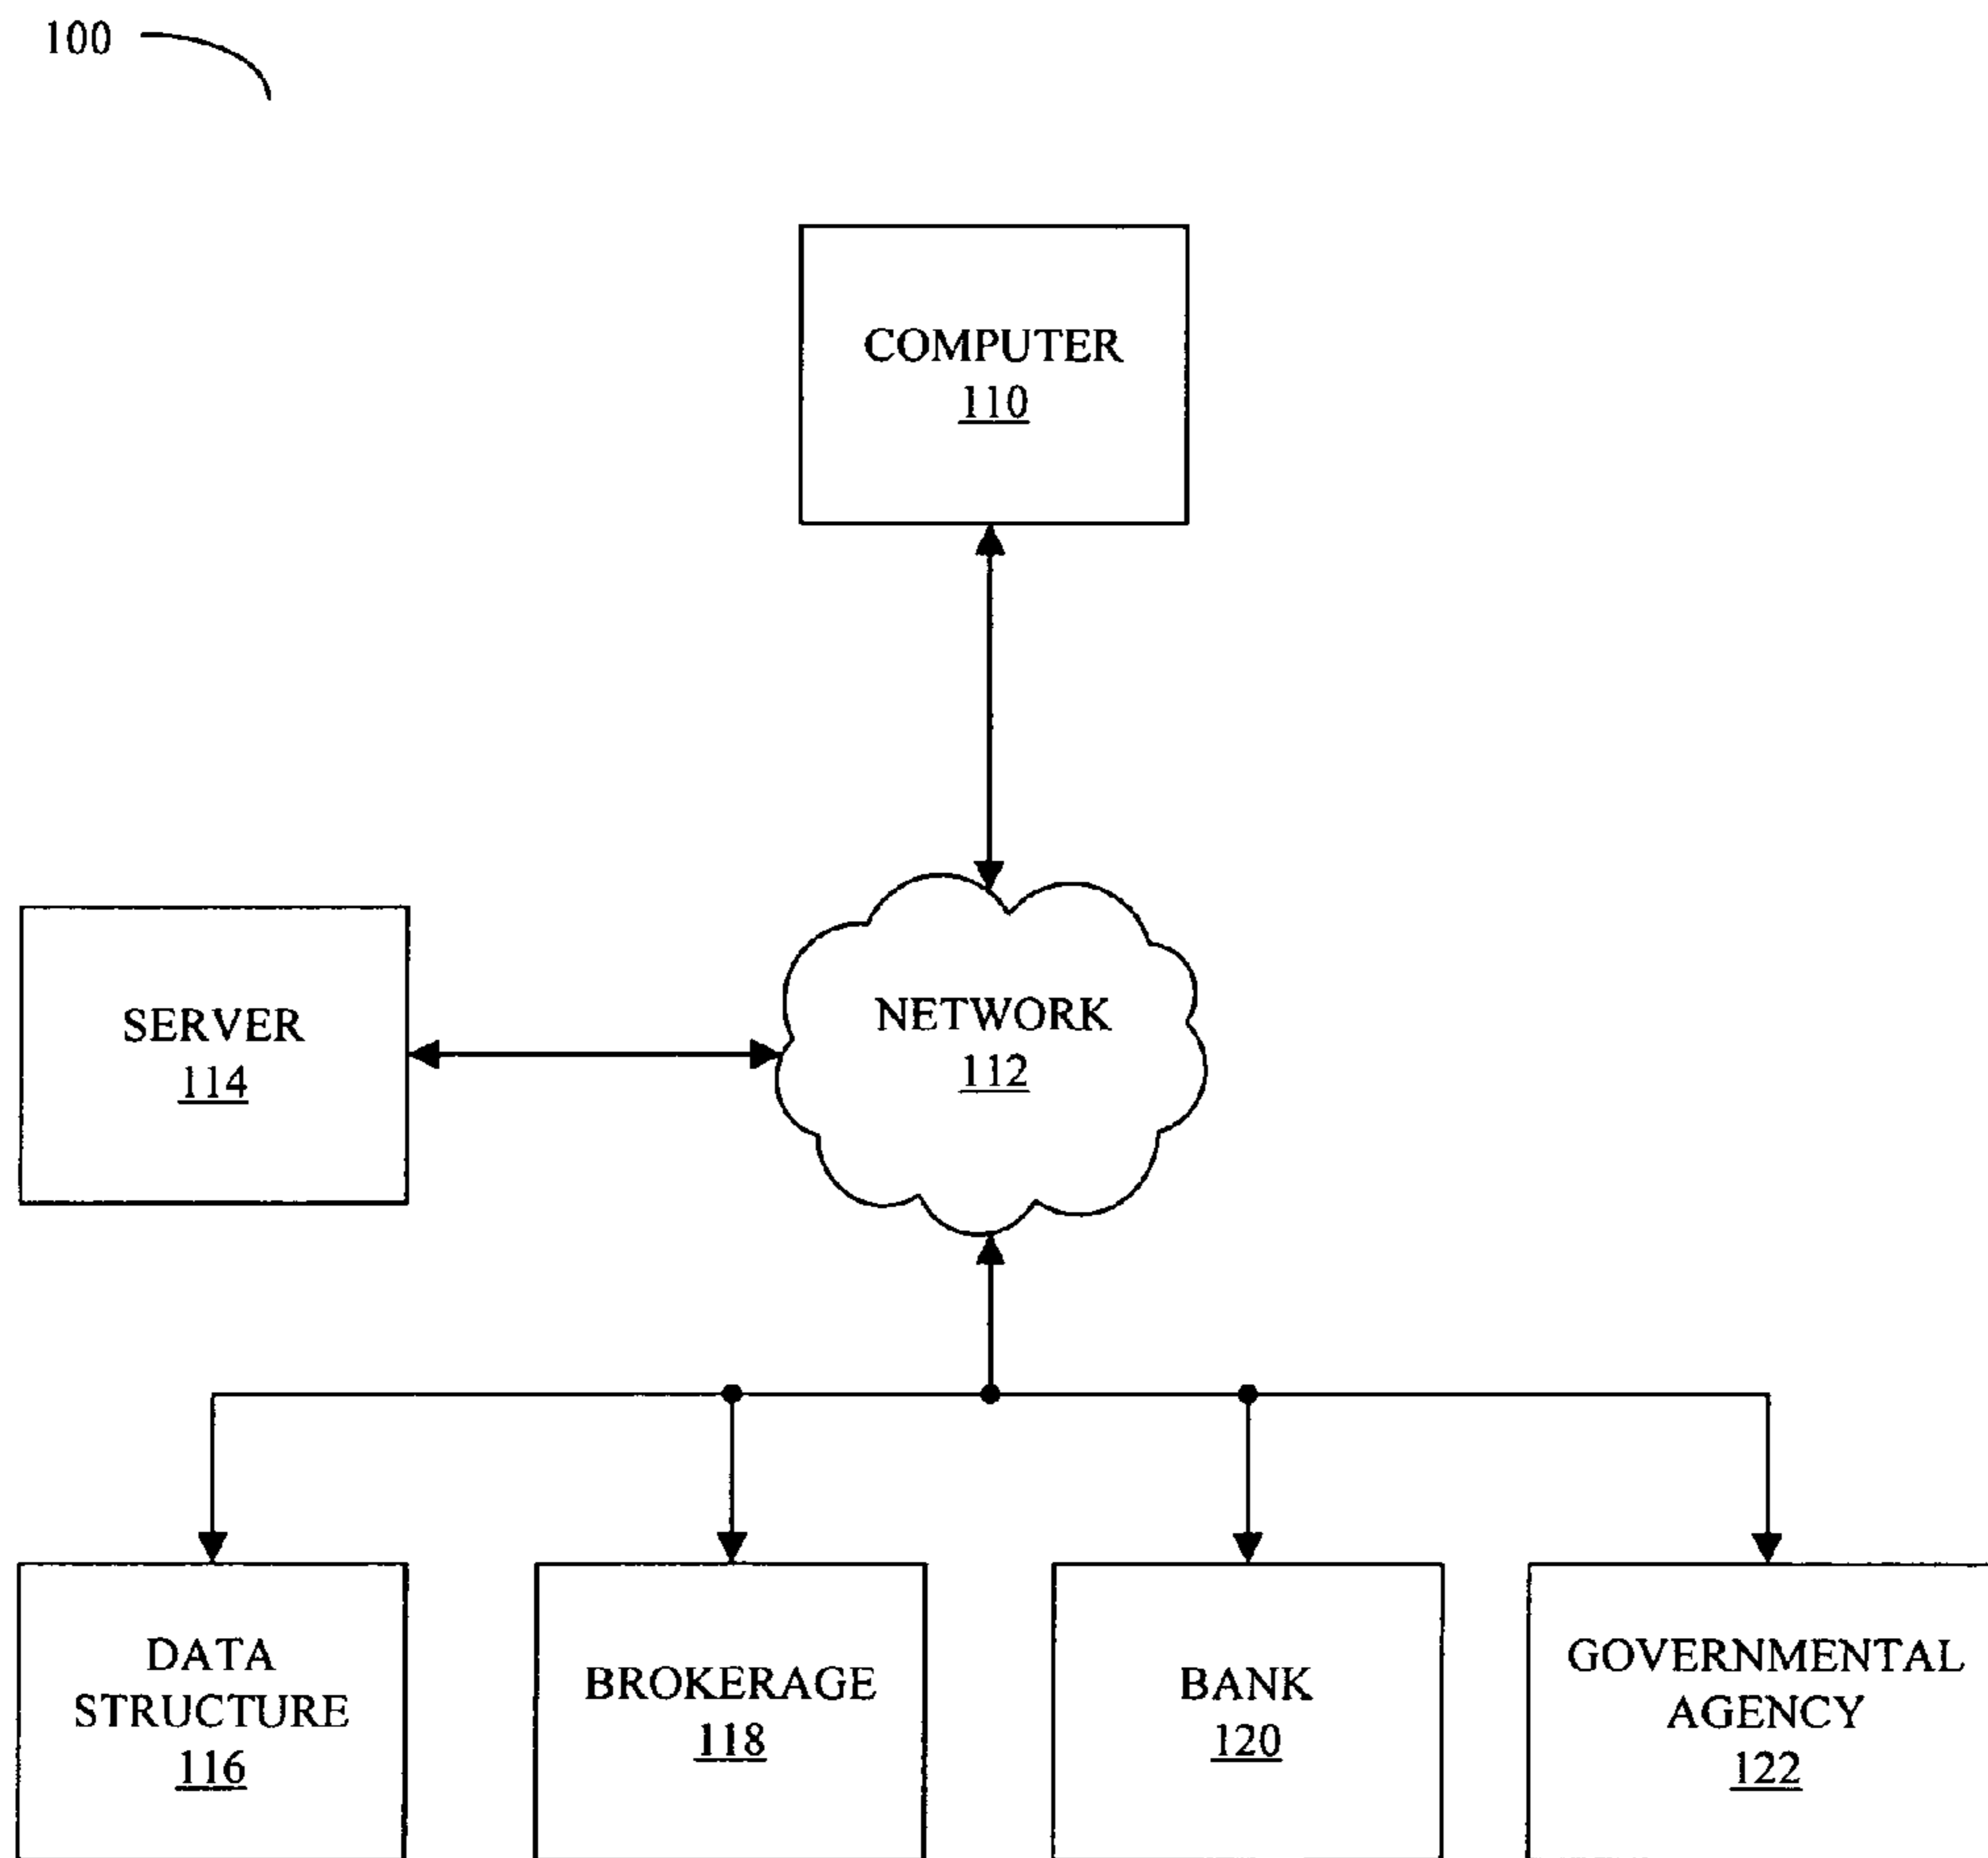 100
COMPUTER
110
SERVER
114
NETWORK
112
DATA
STRUCTURE
116
BROKERAGE
118
BANK
120
GOVERNMENTAL
AGENCY
122